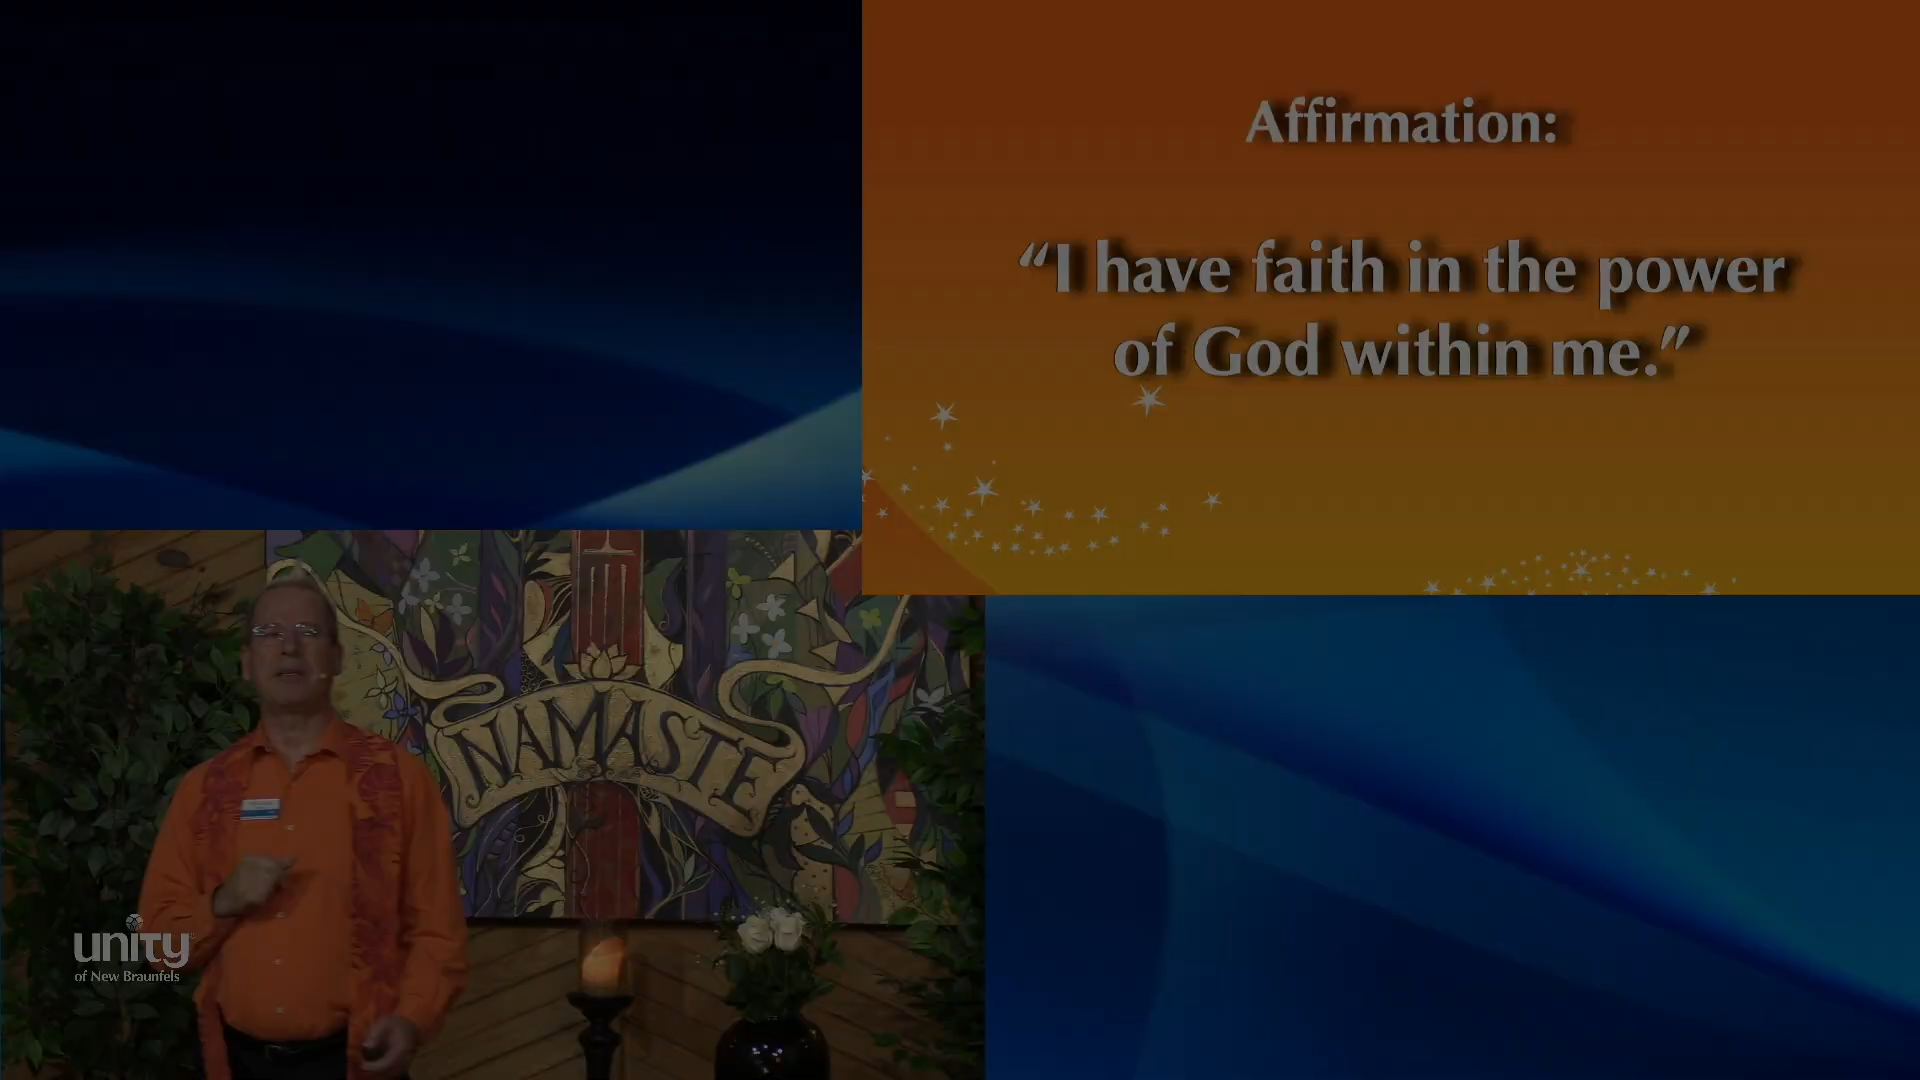 Affirmation:
“I have faith in the power
of God within me.”
NAMASTE
unity
of New Braunfels